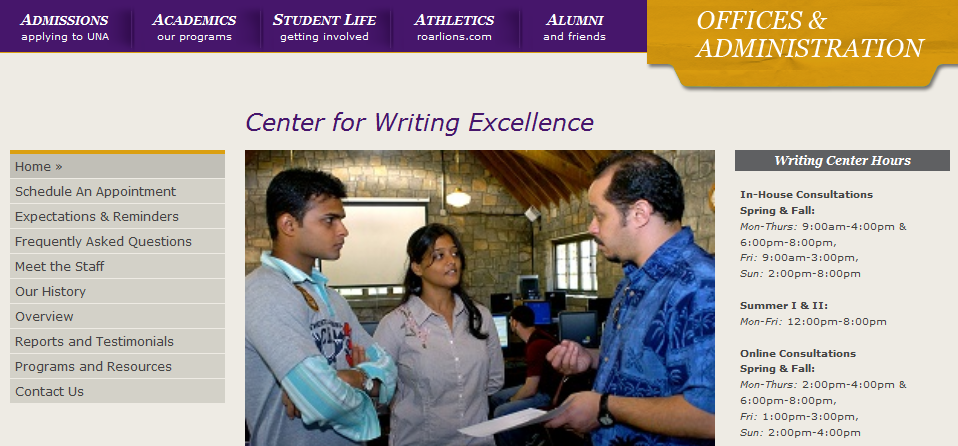 ADMISSIONS
applying to UNA
ACADEMICS
our programs
STUDENT LIFE
getting involved
ATHLETICS
roarlions.com
ALUMNI
and friends
OFFICES &
ADMINISTRATION
Center for Writing Excellence
Home »
Schedule An Appointment
Expectations & Reminders
Frequently Asked Questions
Meet the Staff
Our History
Overview
Reports and Testimonials
Programs and Resources
Contact Us
Writing Center Hours
In-House Consultations
Spring & Fall:
Mon-Thurs: 9:00am-4:00pm &
6:00pm-8:00pm,
Fri: 9:00am-3:00pm,
Sun: 2:00pm-8:00pm
Summer I & II:
Mon-Fri: 12:00pm-8:00pm
Online Consultations
Spring & Fall:
Mon-Thurs: 2:00pm-4:00pm &
6:00pm-8:00pm,
Fri: 1:00pm-3:00pm,
Sun: 2:00pm-4:00pm